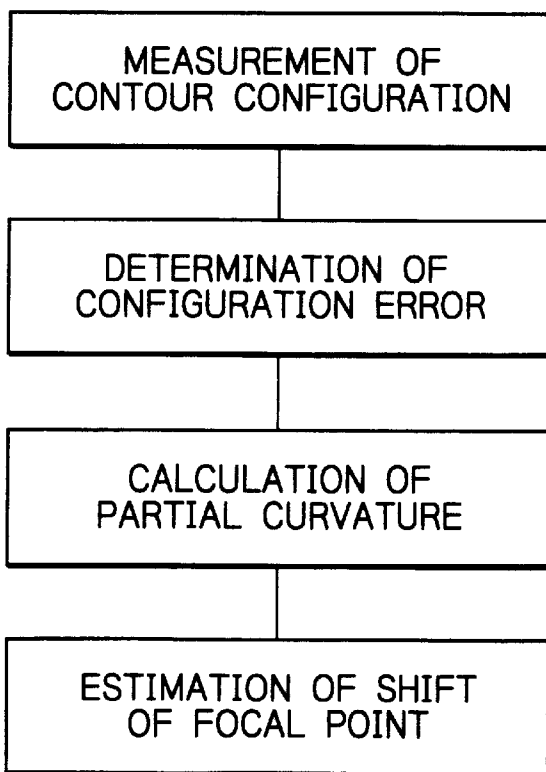 MEASUREMENT OF
CONTOUR CONFIGURATION
DETERMINATION OF
CONFIGURATION ERROR
CALCULATION OF
PARTIAL CURVATURE
ESTIMATION OF SHIFT
OF FOCAL POINT